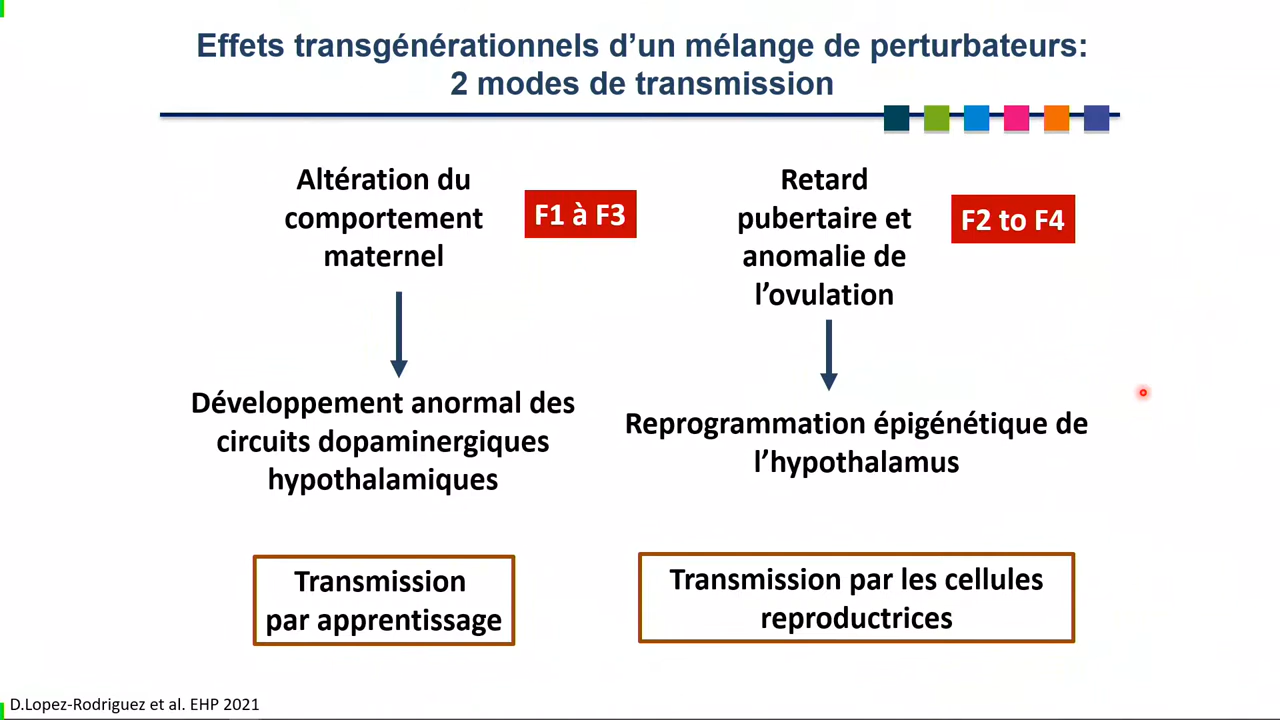 Effets transgénérationnels d’un mélange de perturbateurs:
2 modes de transmission
Altération du
comportement
maternel
F1 à F3
Développement anormal des
circuits dopaminergiques
hypothalamiques
Transmission
par apprentissage
Retard
pubertaire et
anomalie de
l’ovulation
F2 to F4
Reprogrammation épigénétique de
l’hypothalamus
Transmission par les cellules
reproductrices
D.Lopez-Rodriguez et al. EHP 2021